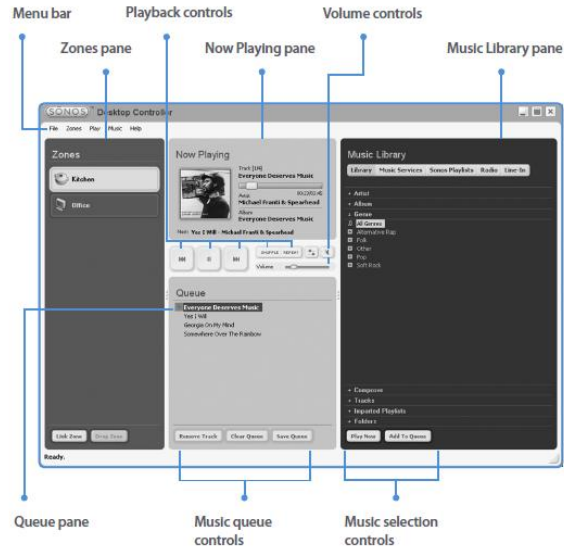 Menu bar
Playback controls
Volume controls
Zones pane
Now Playing pane
Music Library pane
SONOS™ Desktop Controller
File Zones Play Music Help
Zones
Kitchen
Office
Link Zone
Drop Zone
Now Playing
Track [1/4]
Everyone Deserves Music
Artist
Michael Franti & Spearhead
Album
Everyone Deserves Music
Next: Yes I Will - Michael Franti & Spearhead
SHUFFLE REPEAT
Volume
Queue
Everyone Deserves Music
Yes I Will
Georgia On My Mind
Somewhere Over The Rainbow
Remove Track
Clear Queue
Save Queue
Music Library
Library Music Services Sonos Playlists Radio Line-In
Artist
Album
Genre
All Genres
Alternative Rap
Folk
Other
Pop
Soft Rock
Composer
Tracks
Imported Playlists
Folders
Play Now
Add To Queue
Ready.
Queue pane
Music queue
controls
Music selection
controls